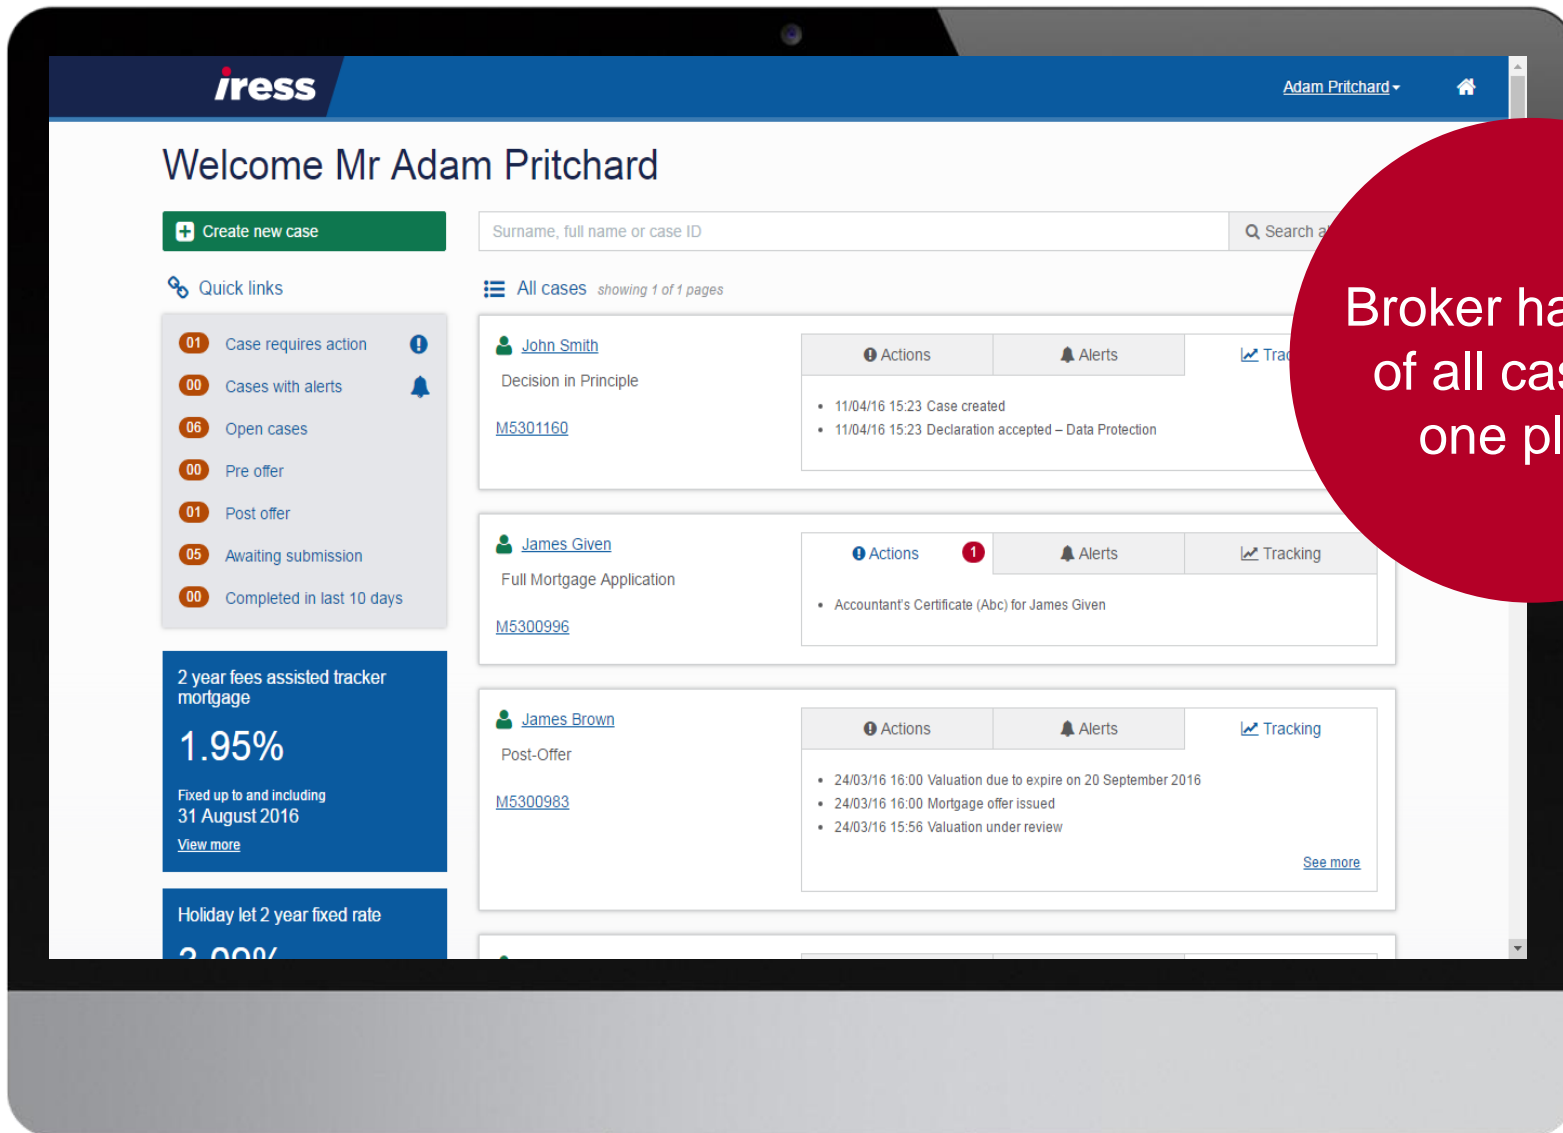 iress
Adam Pritchard
Welcome Mr Adam Pritchard
Create new case
Surname, full name or case ID
Search
Quick links
All cases showing 1 of 1 pages
01 Case requires action
00 Cases with alerts
06 Open cases
00 Pre offer
01 Post offer
05 Awaiting submission
00 Completed in last 10 days
2 year fees assisted tracker
mortgage
1.95%
Fixed up to and including
31 August 2016
View more
Holiday let 2 year fixed rate
John Smith
Decision in Principle
M5301160
Actions
Alerts
11/04/16 15:23 Case created
11/04/16 15:23 Declaration accepted – Data Protection
James Given
Full Mortgage Application
M5300996
Actions 1
Alerts
Tracking
Accountant's Certificate (Abc) for James Given
James Brown
Post-Offer
M5300983
Actions
Alerts
Tracking
24/03/16 16:00 Valuation due to expire on 20 September 2016
24/03/16 16:00 Mortgage offer issued
24/03/16 15:56 Valuation under review
See more
Broker
of all
one